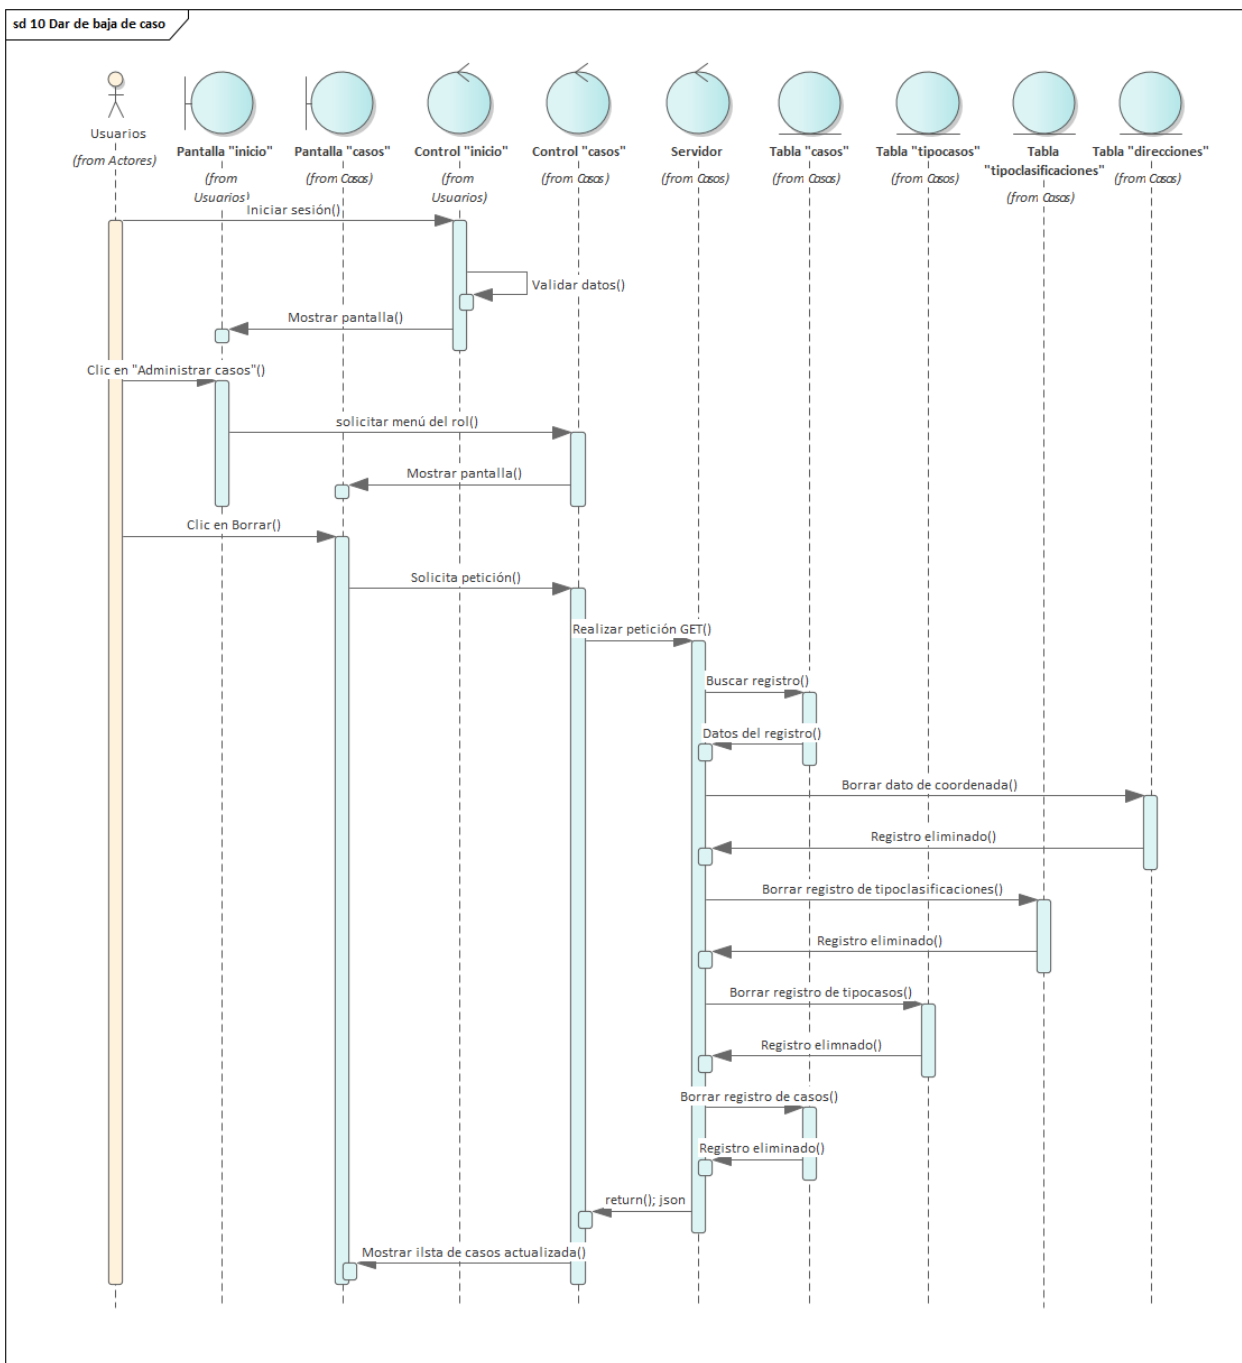 sd 10 Dar de baja de caso
Usuarios
(from Actores)
Pantalla "inicio"
(from
Usuarios)
Pantalla "casos"
(from Casos)
Control "inicio"
(from
Usuarios)
Control "casos"
(from Casos)
Servidor
(from Casos)
Tabla "casos"
(from Casos)
Tabla "tipocasos"
(from Casos)
Tabla
"tipoclasificaciones"
(from Casos)
Tabla "direcciones"
(from Casos)
Iniciar sesión()
Validar datos()
Mostrar pantalla()
Clic en "Administrar casos"()
solicitar menú del rol()
Mostrar pantalla()
Clic en Borrar()
Solicita petición()
Realizar petición GET()
Buscar registro()
Datos del registro()
Borrar dato de coordenada()
Registro eliminado()
Borrar registro de tipoclasificaciones()
Registro eliminado()
Borrar registro de tipocasos()
Registro elimnado()
Borrar registro de casos()
Registro eliminado()
return(); json
Mostrar ilsta de casos actualizada()